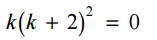 k(k + 2)² = 0